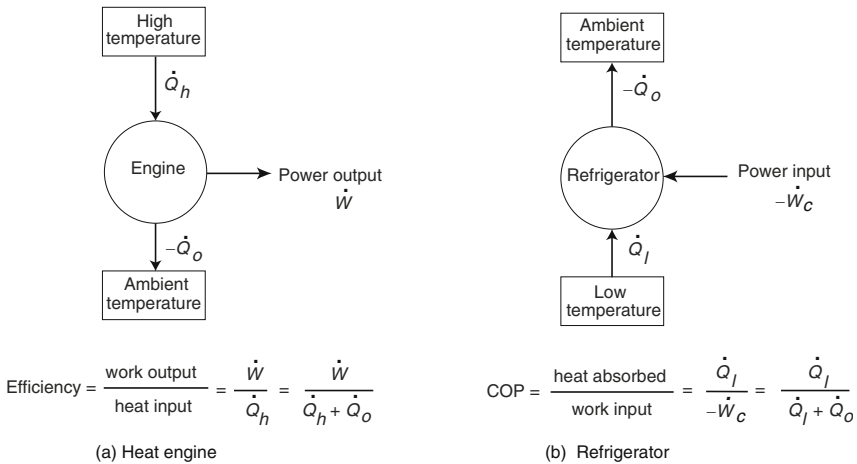 High
temperature
Q̇h
Engine
Power output
Ẇ
−Q̇o
Ambient
temperature
Efficiency = work output / heat input = Ẇ / Q̇h = Ẇ / Q̇h + Q̇o
(a) Heat engine
Ambient
temperature
−Q̇o
Refrigerator
Power input
−Ẇc
Q̇l
Low
temperature
COP = heat absorbed / work input = Q̇l / −Ẇc = Q̇l / Q̇l + Q̇o
(b) Refrigerator